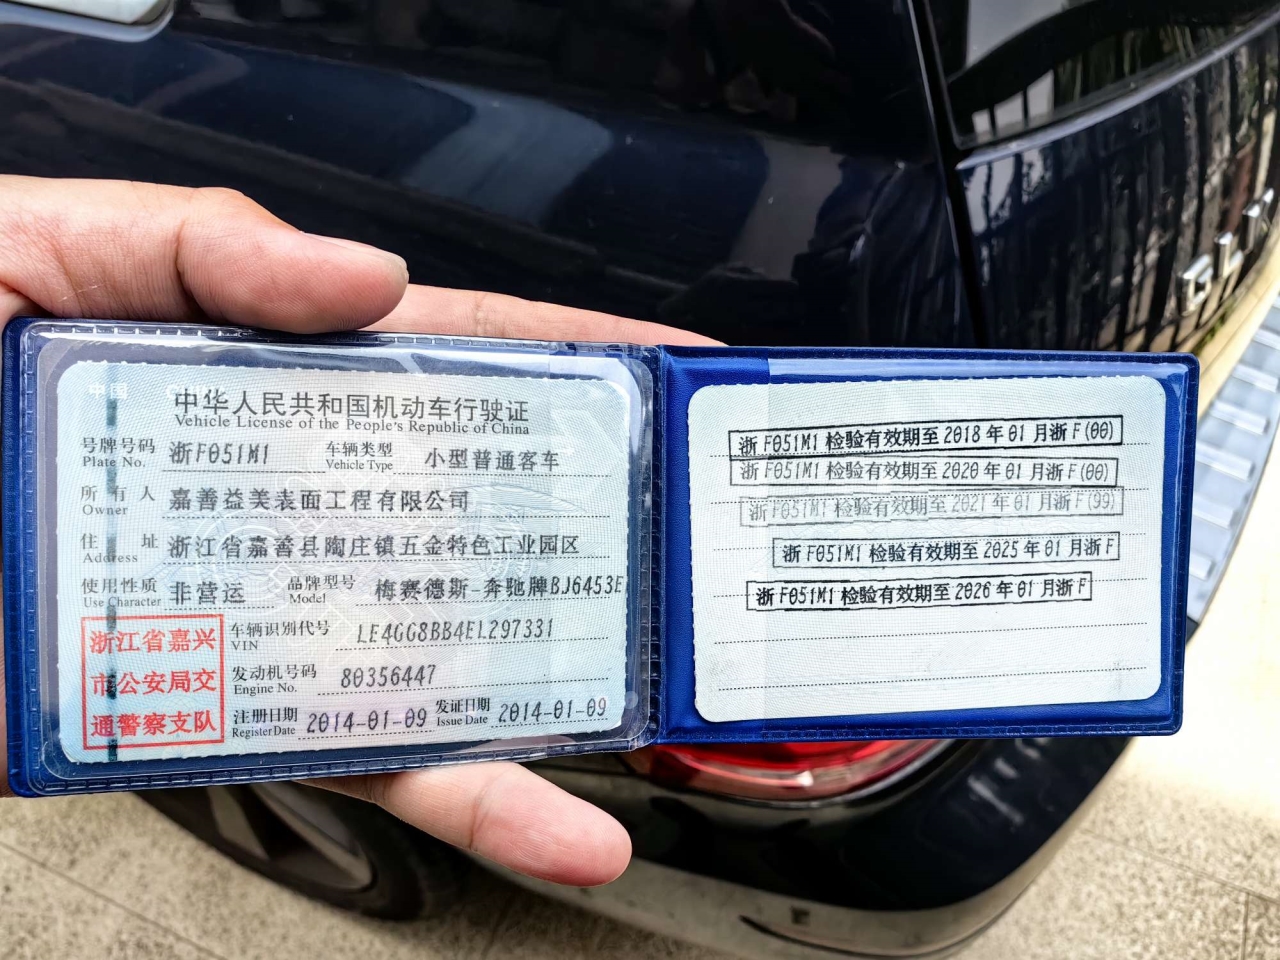 中国
中华人民共和国机动车行驶证
Vehicle License of the People's Republic of China
号牌号码 浙F051M1 车辆类型 小型普通客车
Plate No. Vehicle Type
所有人 嘉善益美表面工程有限公司
Owner
住址 浙江省嘉善县陶庄镇五金特色工业园区
Address
使用性质 非营运 品牌型号 梅赛德斯-奔驰牌BJ6453E
Use Character Model
浙江省嘉兴
市公安局交
通警察支队
车辆识别代号 LE4GG8BB4EL297331
VIN
发动机号码 80356447
Engine No.
注册日期 2014-01-09 发证日期 2014-01-09
Register Date Issue Date
浙F051M1检验有效期至2018年01月浙F(00)
浙F051M1检验有效期至2020年01月浙F(00)
浙F051M1检验有效期至2021年01月浙F(99)
浙F051M1检验有效期至2025年01月浙F
浙F051M1检验有效期至2026年01月浙F